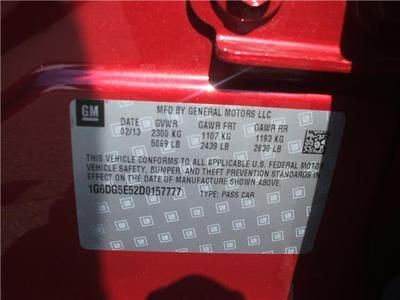 GM
MFD BY GENERAL MOTORS LLC
DATE GVWR GAWR FRT GAWR RR
02/13 2300 KG 1107 KG 1193 KG
5069 LB 2439 LB 2630 LB
THIS VEHICLE CONFORMS TO ALL APPLICABLE U.S. FEDERAL MOTOR
VEHICLE SAFETY, BUMPER, AND THEFT PREVENTION STANDARDS
IN EFFECT ON THE DATE OF MANUFACTURE SHOWN ABOVE.
1G6DG5E52D0157777 TYPE: PASS CAR